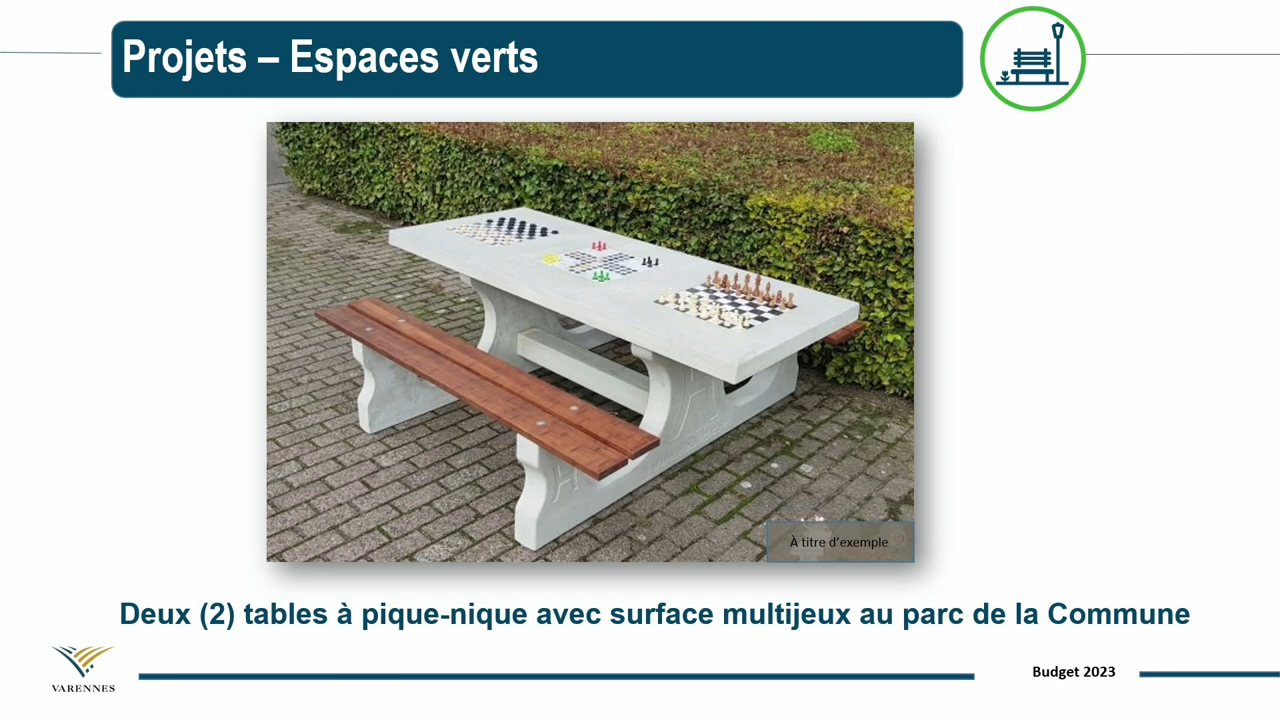 Projets – Espaces verts
À titre d'exemple
Deux (2) tables à pique-nique avec surface multijeux au parc de la Commune
VARENNES
Budget 2023